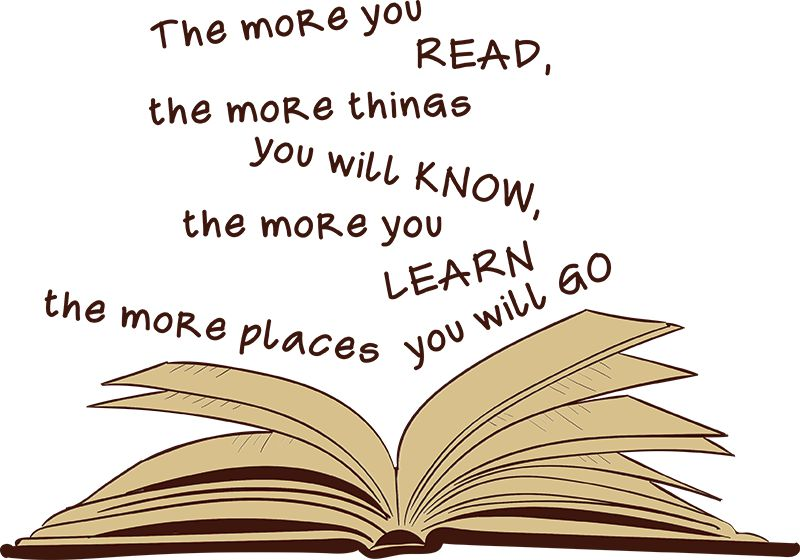 The more you
READ,
the more things
you will KNOW,
the more you
LEARN
the more places you will GO